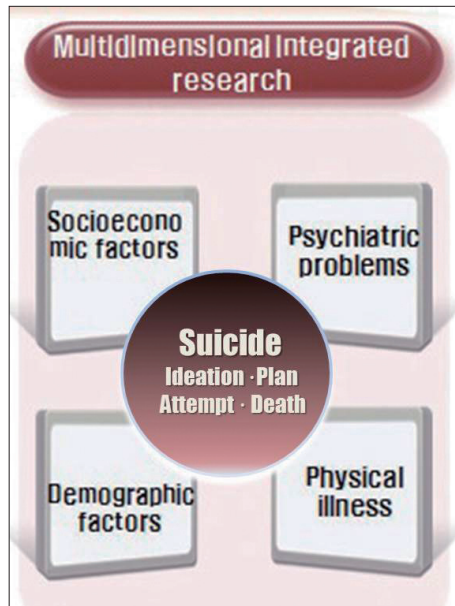 Multidimensional integrated
research
Socioecono
mic factors
Psychiatric
problems
Suicide
Ideation · Plan
Attempt · Death
Demographic
factors
Physical
illness